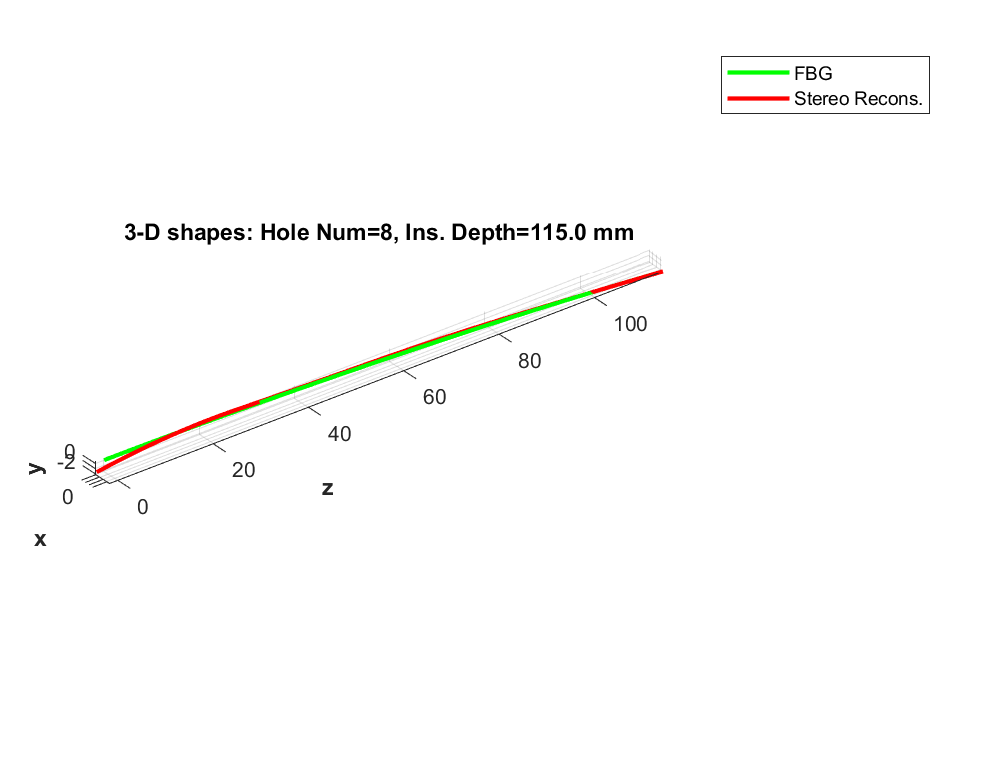 FBG
Stereo Recons.
3-D shapes: Hole Num=8, Ins. Depth=115.0 mm
100
80
60
40
20
0
z
0
-2
y
0
x